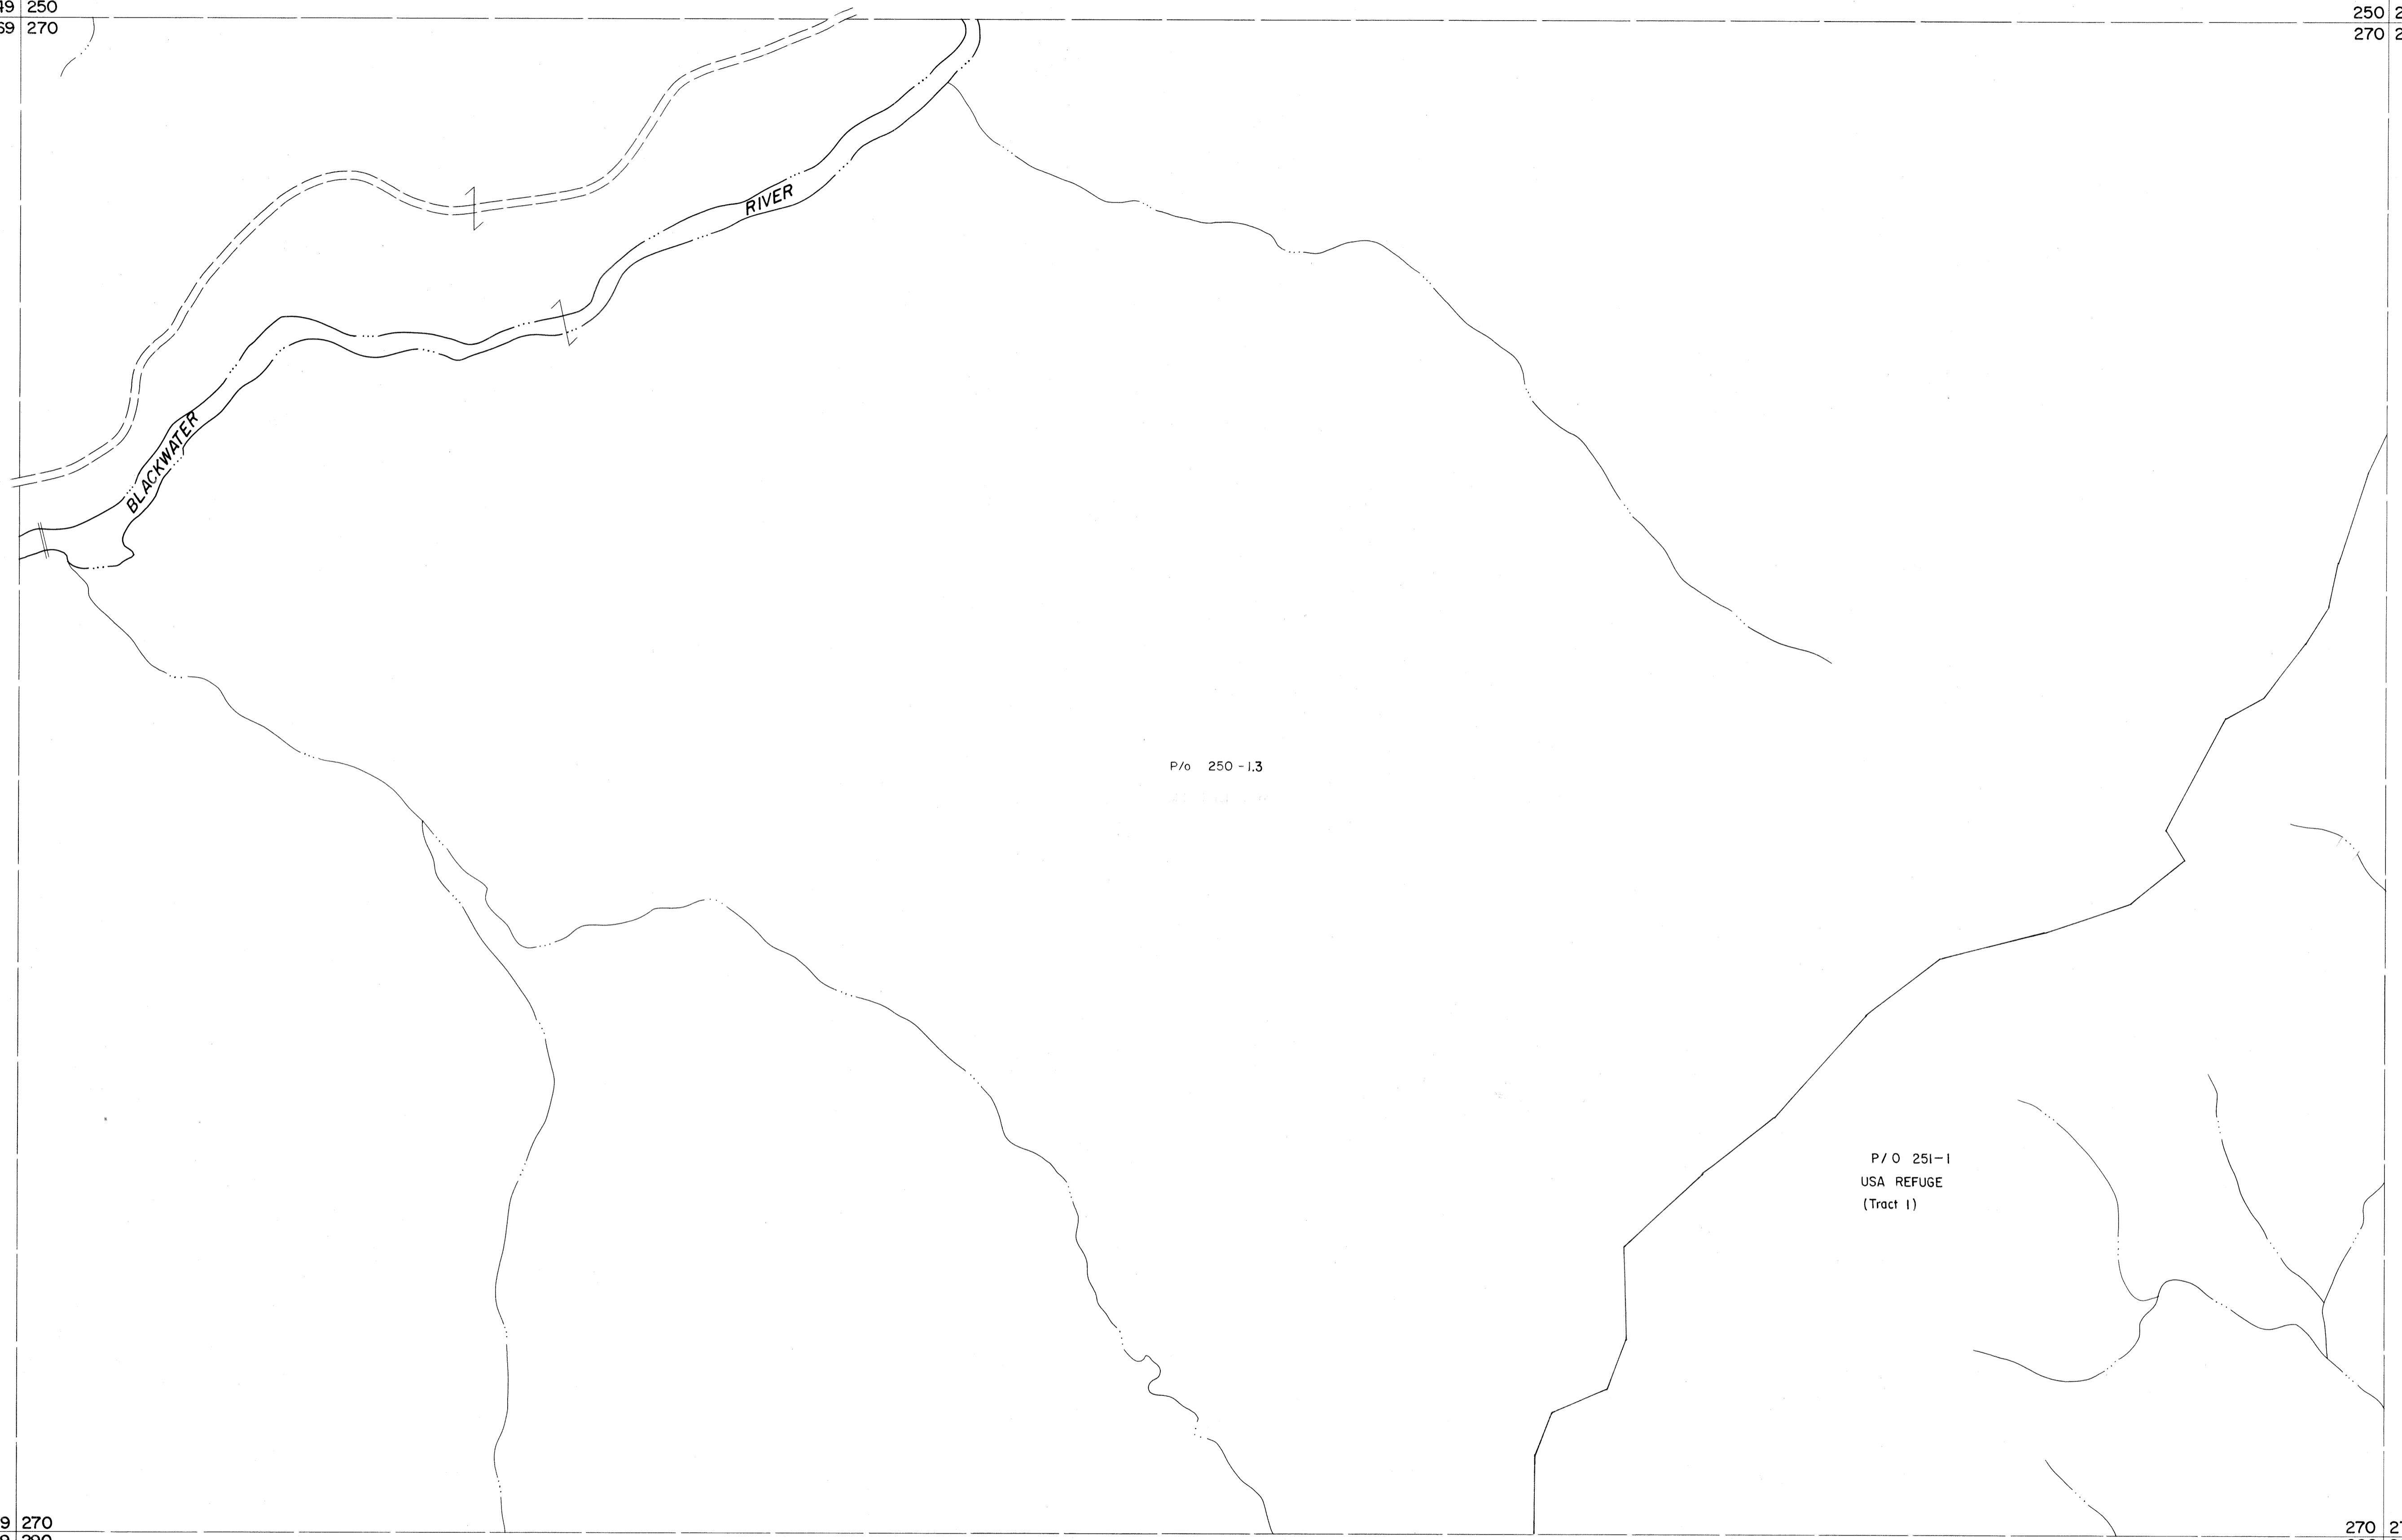 49 250
69 270
250 2
270 2
RIVER
BLACKWATER
P/o 250-1.3
P/O 251-1
USA REFUGE
(Tract 1)
9 270
270 2